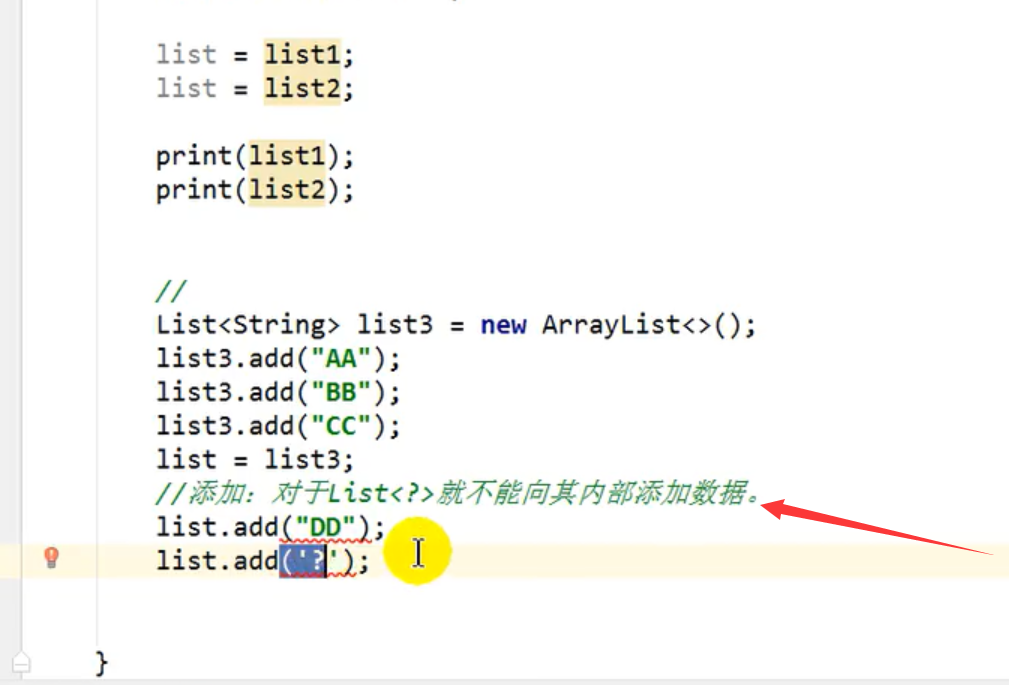 list = list1;
list = list2;
print(list1);
print(list2);
//
List<String> list3 = new ArrayList<>();
list3.add("AA");
list3.add("BB");
list3.add("CC");
list = list3;
//添加：对于List<?>就不能向其内部添加数据。
list.add("DD");
list.add('?');
}